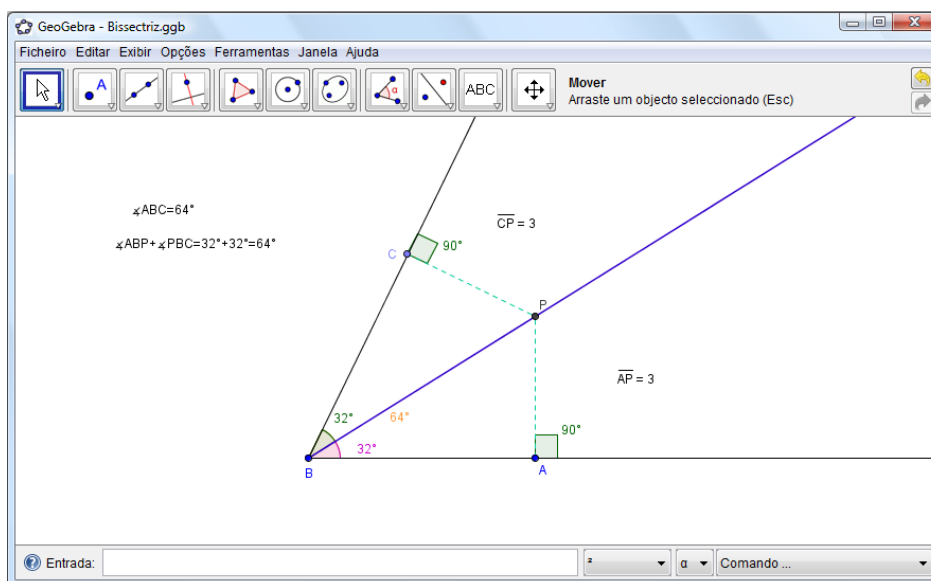 GeoGebra - Bissectriz.ggb
Ficheiro Editar Exibir Opções Ferramentas Janela Ajuda
A
α
ABC
Mover
Arraste um objecto seleccionado (Esc)
∡ABC=64°
∡ABP+∡PBC=32°+32°=64°
CP = 3
C
90°
P
AP = 3
32°
64°
90°
32°
B
A
Entrada:
²
α
Comando ...